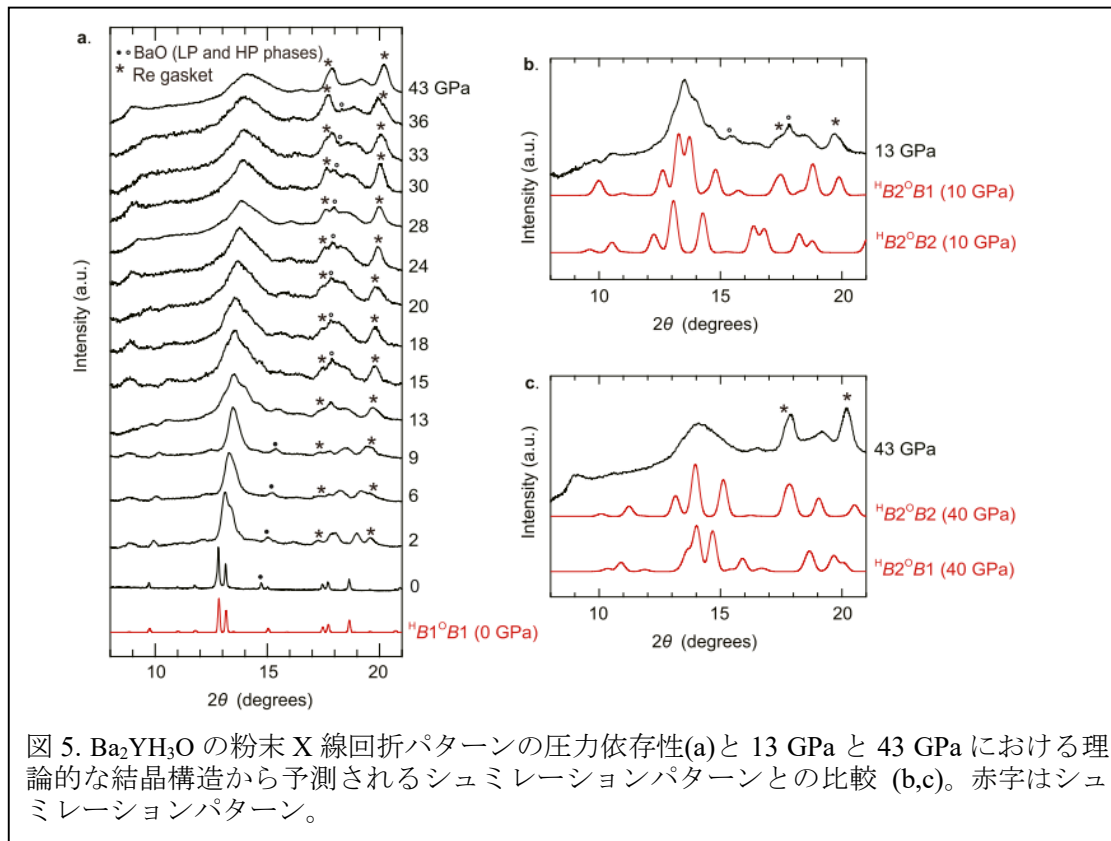 a.
• ∘ BaO (LP and HP phases)
* Re gasket
43 GPa
36
33
30
28
24
20
18
15
13
9
6
2
0
ᴴB1ᴼB1 (0 GPa)
Intensity (a.u.)
10 15 20
2θ (degrees)
b.
13 GPa
ᴴB2ᴼB1 (10 GPa)
ᴴB2ᴼB2 (10 GPa)
Intensity (a.u.)
10 15 20
2θ (degrees)
c.
43 GPa
ᴴB2ᴼB2 (40 GPa)
ᴴB2ᴼB1 (40 GPa)
Intensity (a.u.)
10 15 20
2θ (degrees)
図 5. Ba₂YH₃O の粉末 X 線回折パターンの圧力依存性(a)と 13 GPa と 43 GPa における理
論的な結晶構造から予測されるシュミレーションパターンとの比較 (b,c)。赤字はシュ
ミレーションパターン。